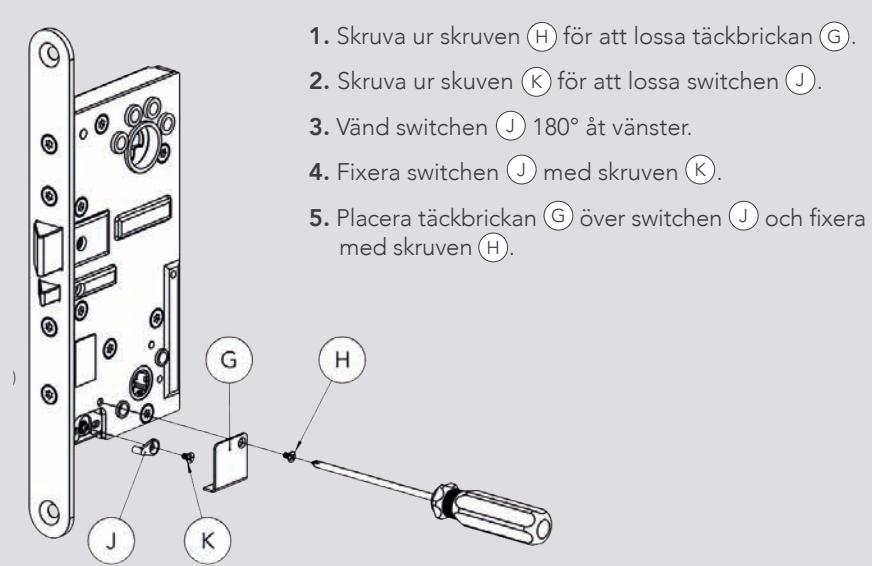 1. Skruva ur skruven H för att lossa täckbrickan G.
2. Skruva ur skuven K för att lossa switchen J.
3. Vänd switchen J 180° åt vänster.
4. Fixera switchen J med skruven K.
5. Placera täckbrickan G över switchen J och fixera
med skruven H.
G
H
)
J
K